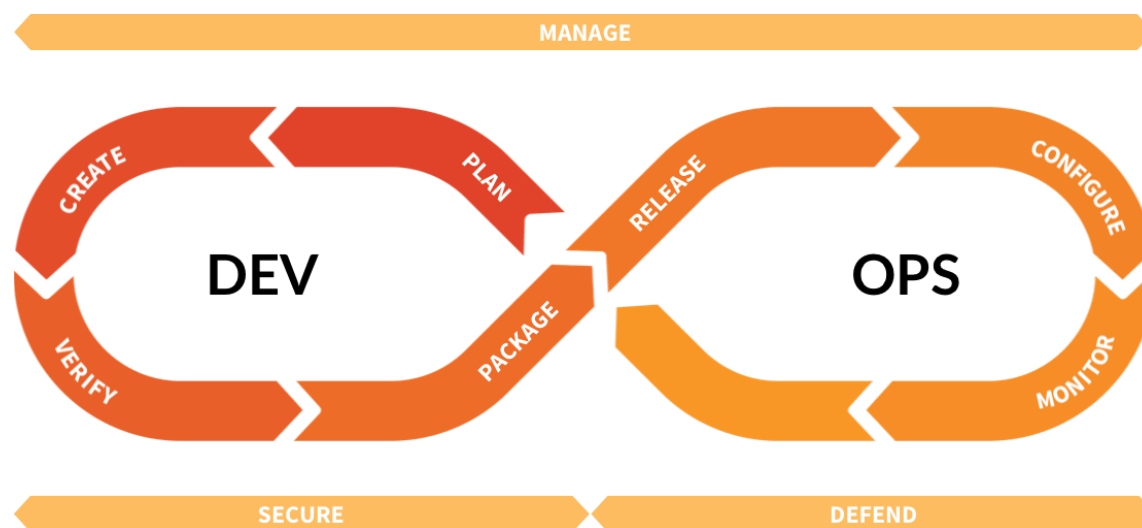 MANAGE
CREATE
PLAN
RELEASE
CONFIGURE
DEV
OPS
VERIFY
PACKAGE
MONITOR
SECURE
DEFEND